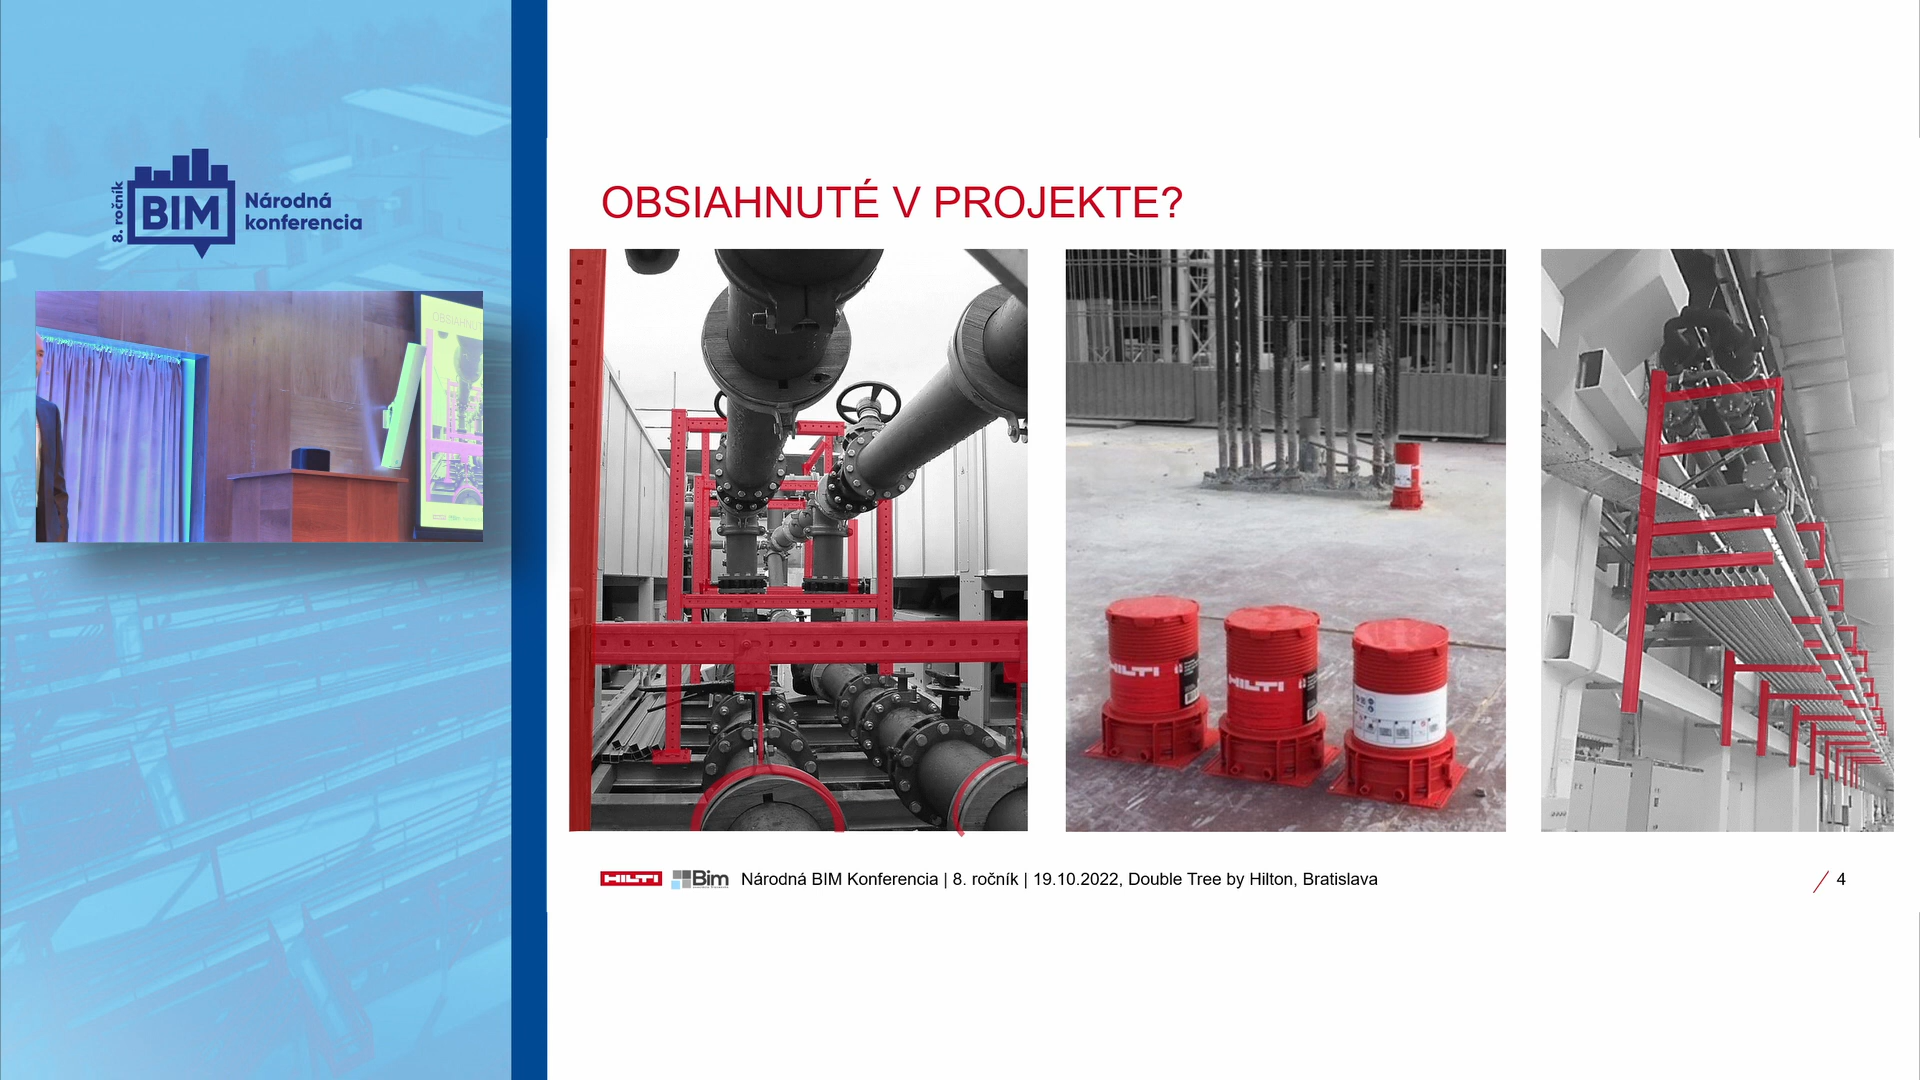 8. ročník
BIM
Národná
konferencia
OBSIAHNUTÉ V PROJEKTE?
OBSIAHNUT
HILTI
HILTI
HILTI
Bim
Národná BIM Konferencia | 8. ročník | 19.10.2022, Double Tree by Hilton, Bratislava
4